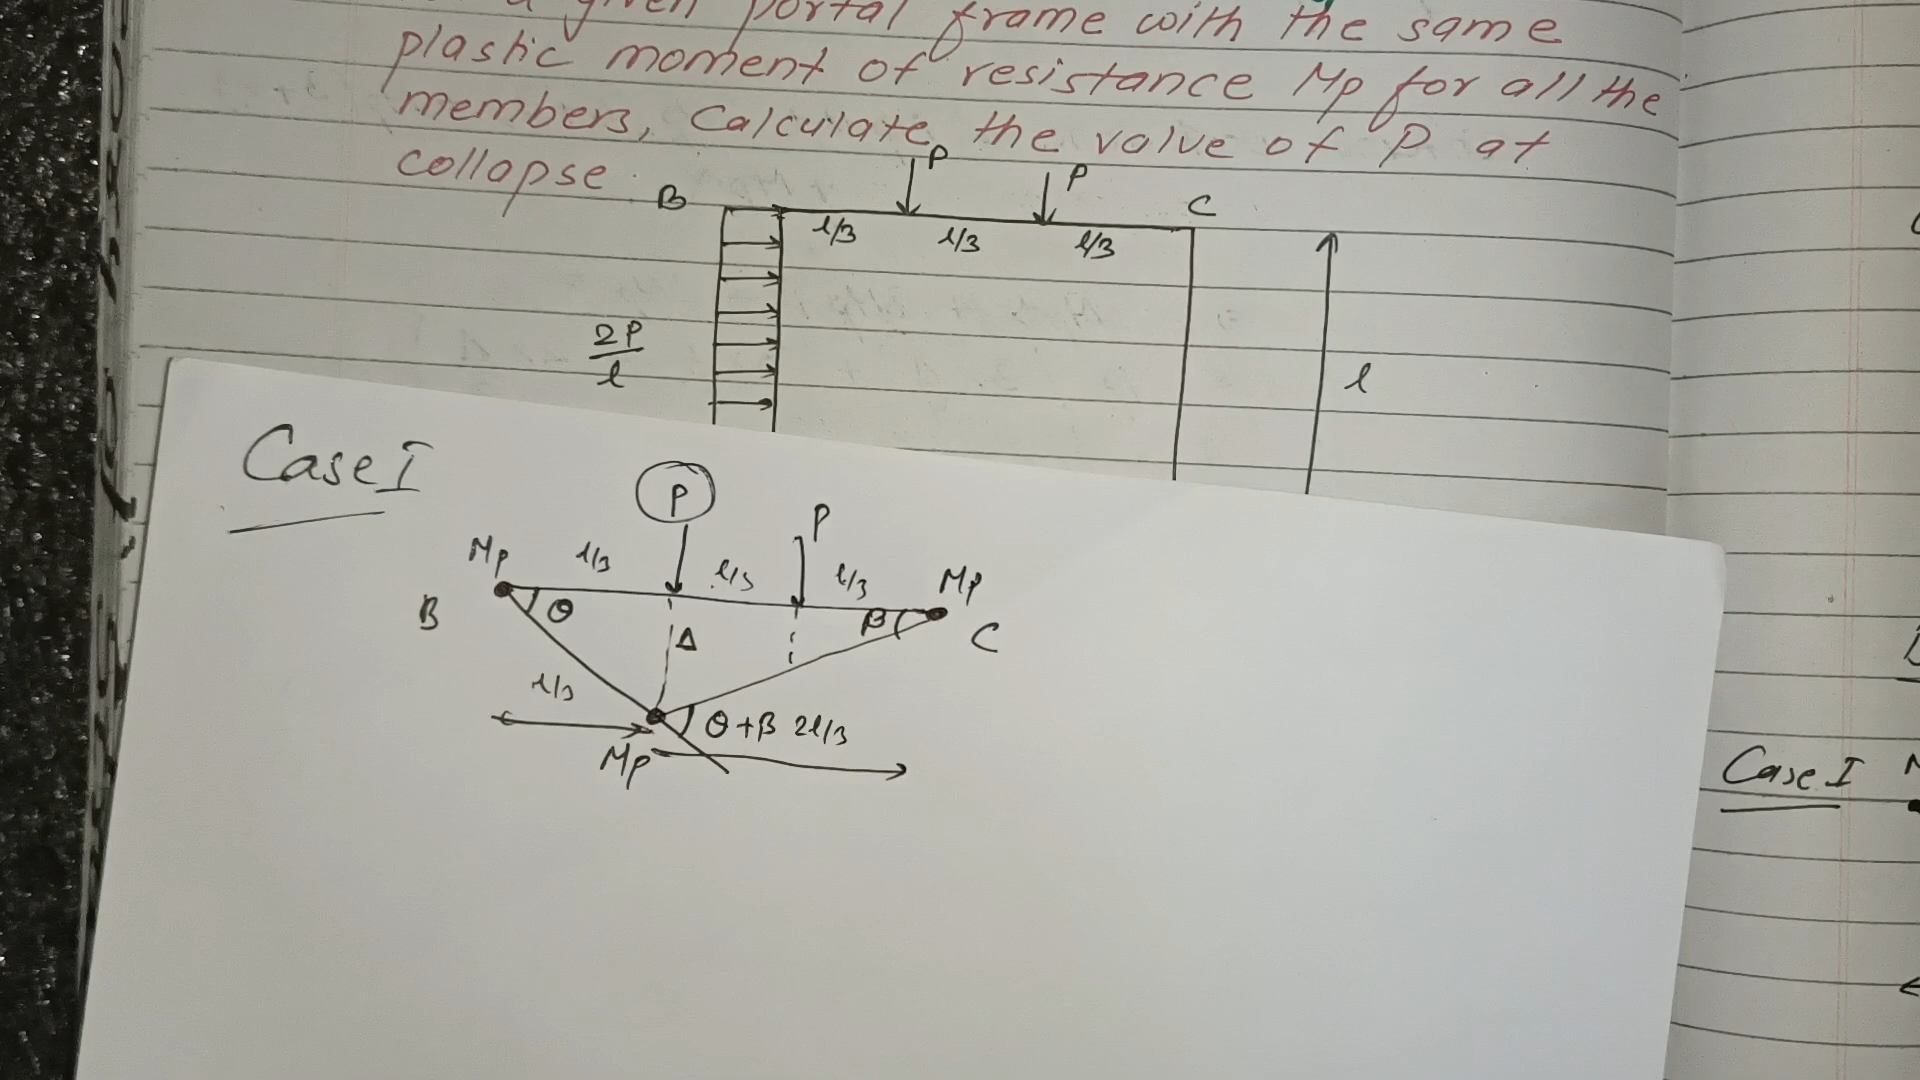 a given portal frame with the same
plastic moment of resistance Mp for all the
members, Calculate the value of P at
collapse
P P
B C
l/3 l/3 l/3
2P/l
l
Case I
P P
Mp l/3 l/3 l/3 Mp
B θ Δ β C
l/3
θ+β 2l/3
Mp
Case I